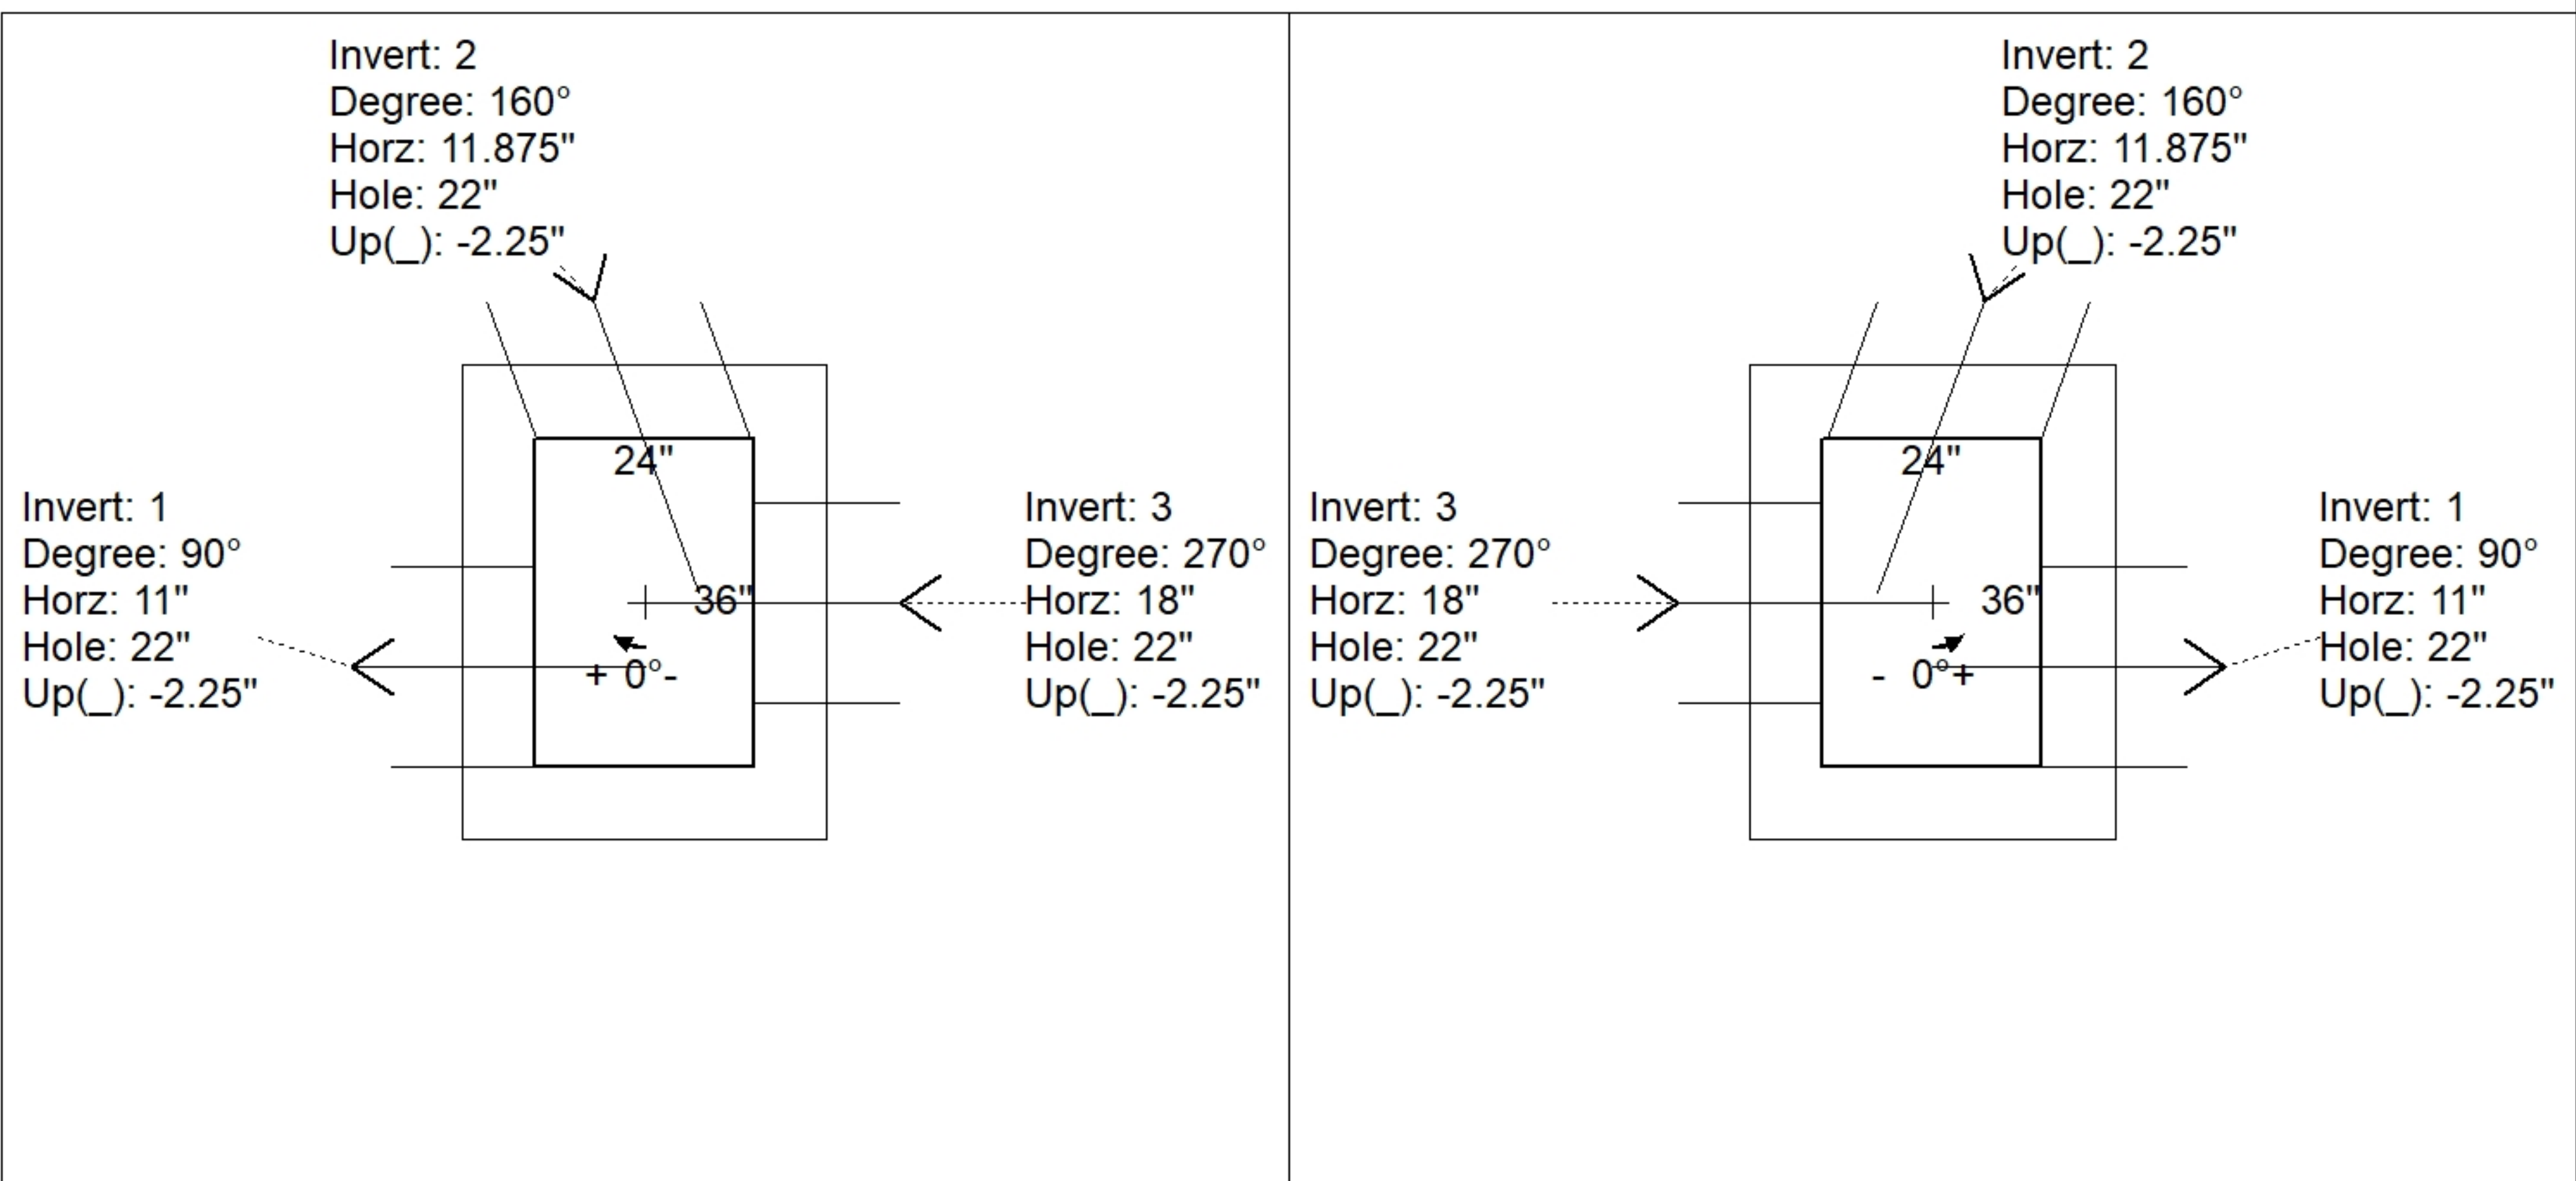 Invert: 2
Degree: 160°
Horz: 11.875"
Hole: 22"
Up(_): -2.25"
24"
Invert: 1
Degree: 90°
Horz: 11"
Hole: 22"
Up(_): -2.25"
36"
+ 0°-
Invert: 3
Degree: 270°
Horz: 18"
Hole: 22"
Up(_): -2.25"
Invert: 2
Degree: 160°
Horz: 11.875"
Hole: 22"
Up(_): -2.25"
24"
Invert: 3
Degree: 270°
Horz: 18"
Hole: 22"
Up(_): -2.25"
36"
- 0°+
Invert: 1
Degree: 90°
Horz: 11"
Hole: 22"
Up(_): -2.25"